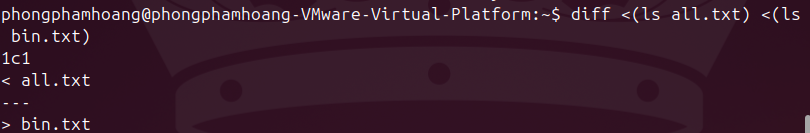 phongphamhoang@phongphamhoang-VMware-Virtual-Platform:~$ diff <(ls all.txt) <(ls
 bin.txt)
1c1
< all.txt
---
> bin.txt